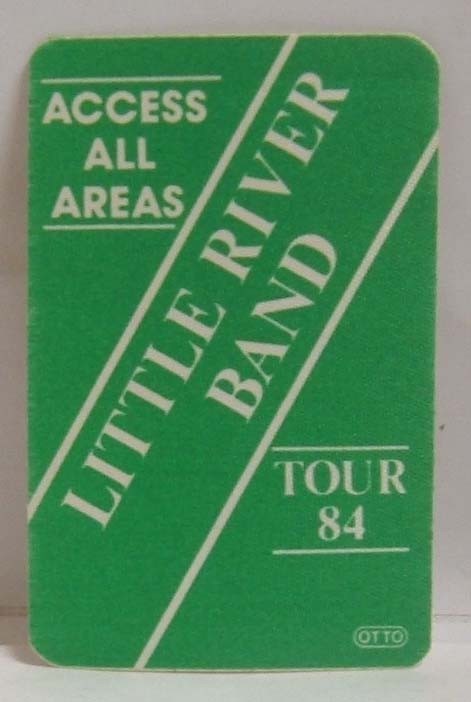 ACCESS
ALL
AREAS
LITTLE RIVER
BAND
TOUR
84
OTTO